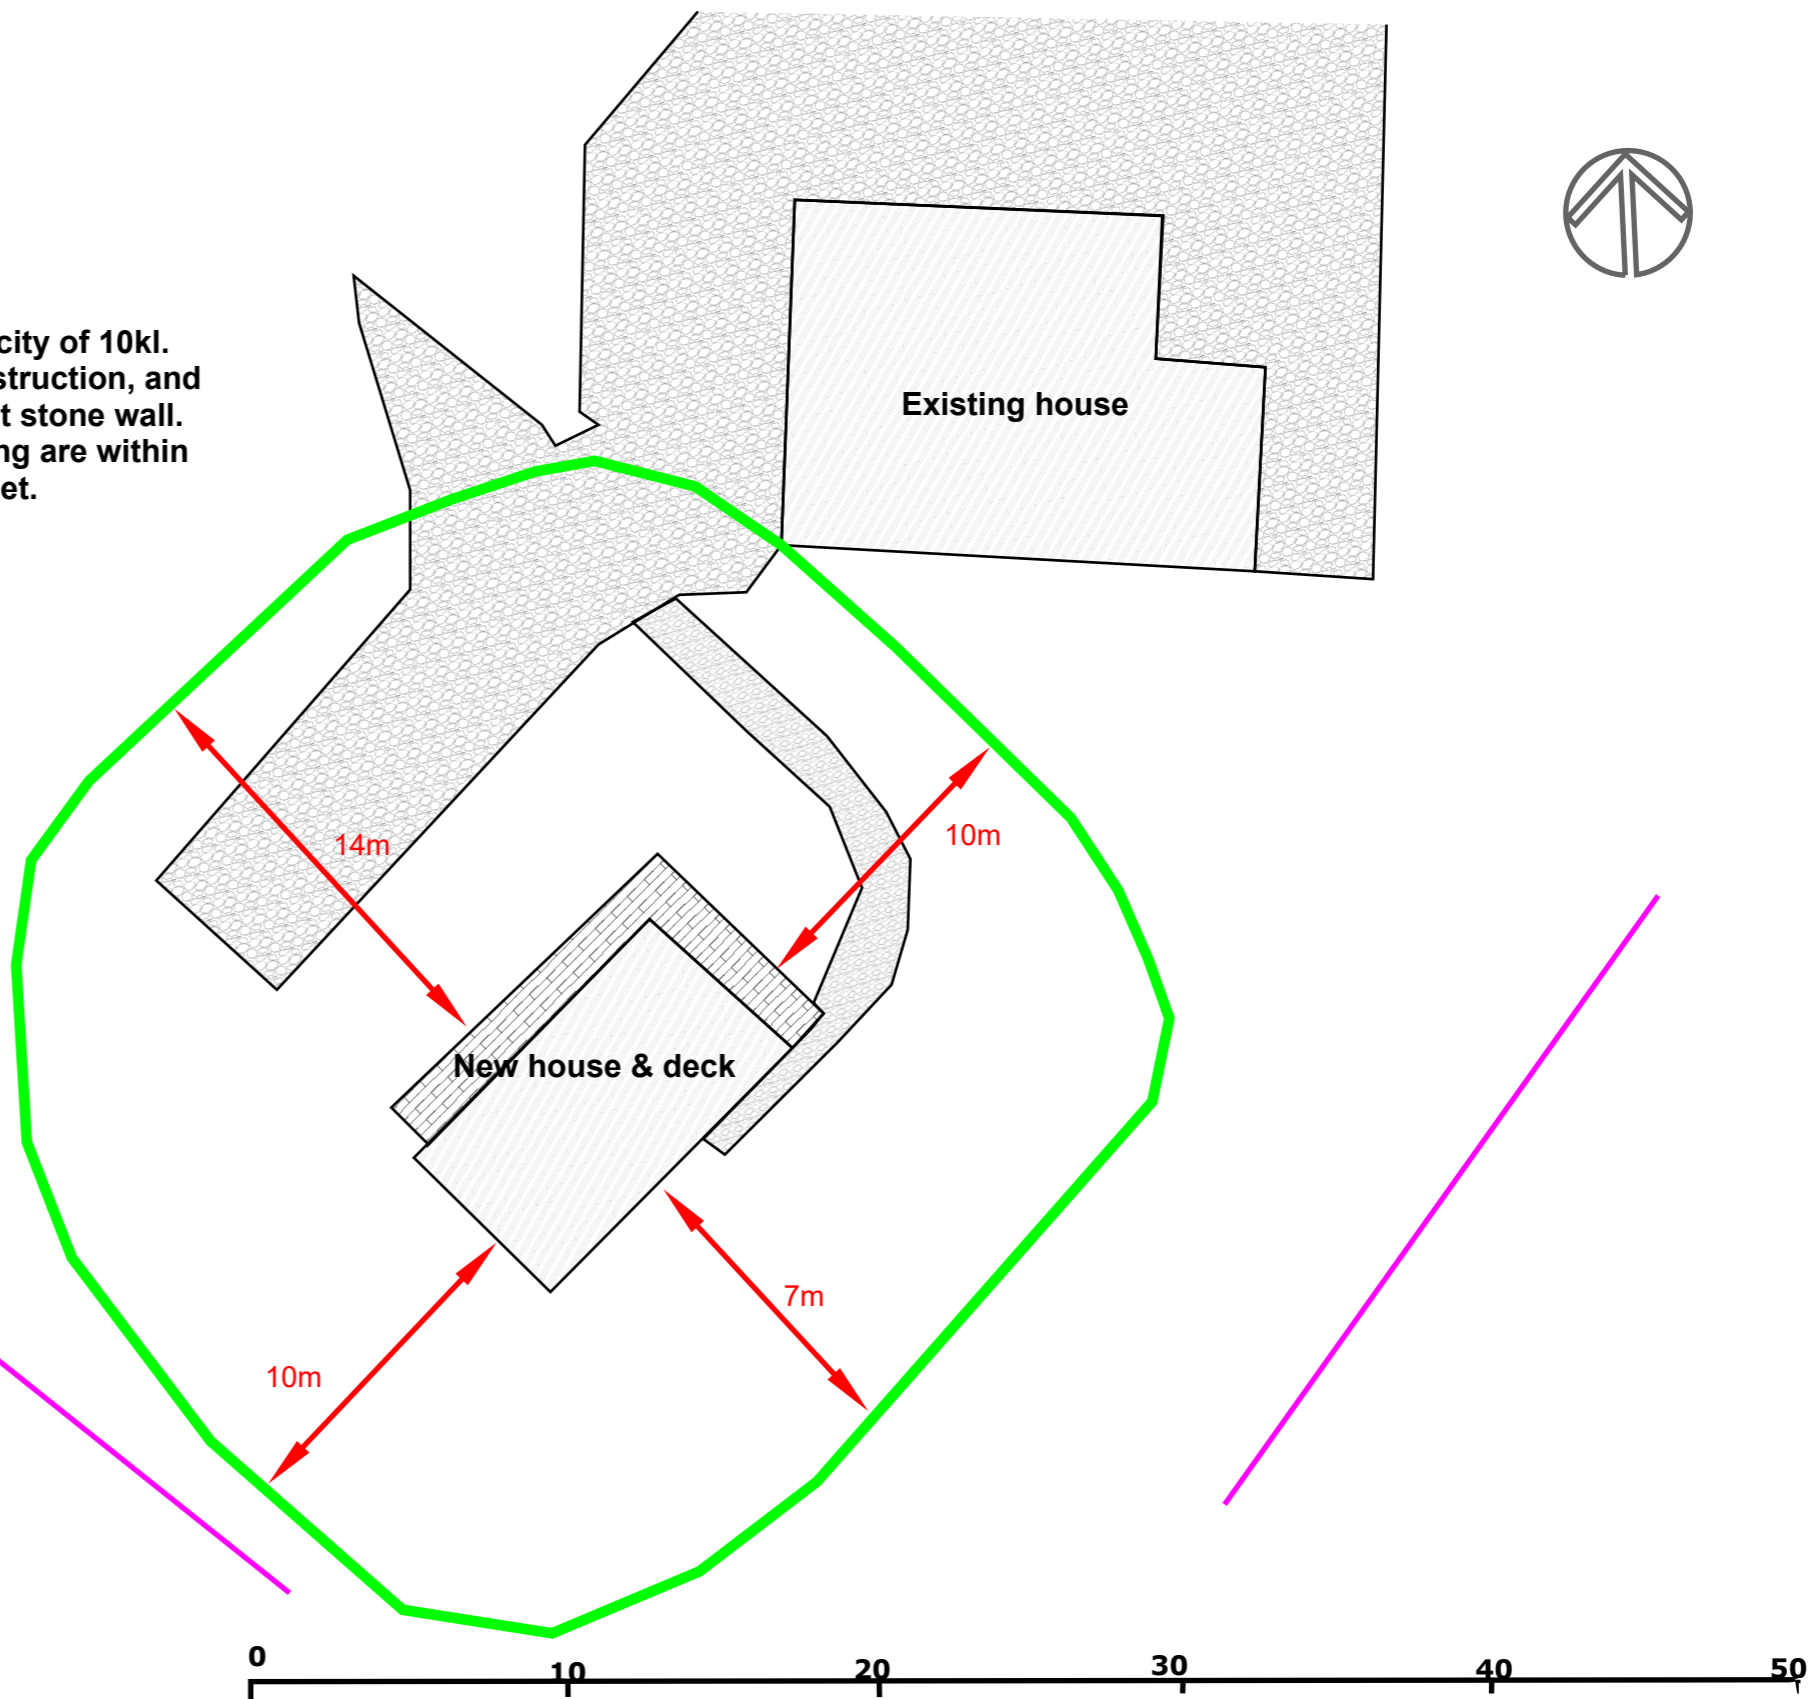 city of 10kl.
struction, and
t stone wall.
ng are within
et.
Existing house
14m
10m
New house & deck
7m
10m
0 10 20 30 40 50